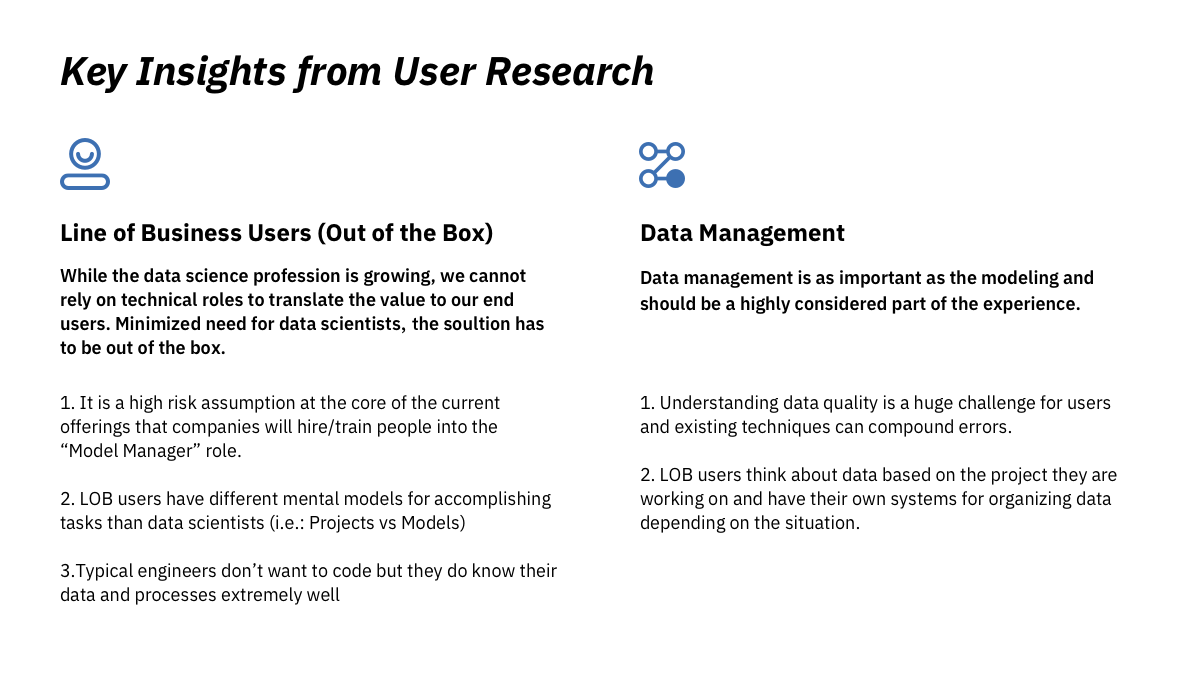 Key Insights from User Research
Line of Business Users (Out of the Box)
While the data science profession is growing, we cannot
rely on technical roles to translate the value to our end
users. Minimized need for data scientists, the soultion has
to be out of the box.
1. It is a high risk assumption at the core of the current
offerings that companies will hire/train people into the
“Model Manager” role.
2. LOB users have different mental models for accomplishing
tasks than data scientists (i.e.: Projects vs Models)
3.Typical engineers don’t want to code but they do know their
data and processes extremely well
Data Management
Data management is as important as the modeling and
should be a highly considered part of the experience.
1. Understanding data quality is a huge challenge for users
and existing techniques can compound errors.
2. LOB users think about data based on the project they are
working on and have their own systems for organizing data
depending on the situation.